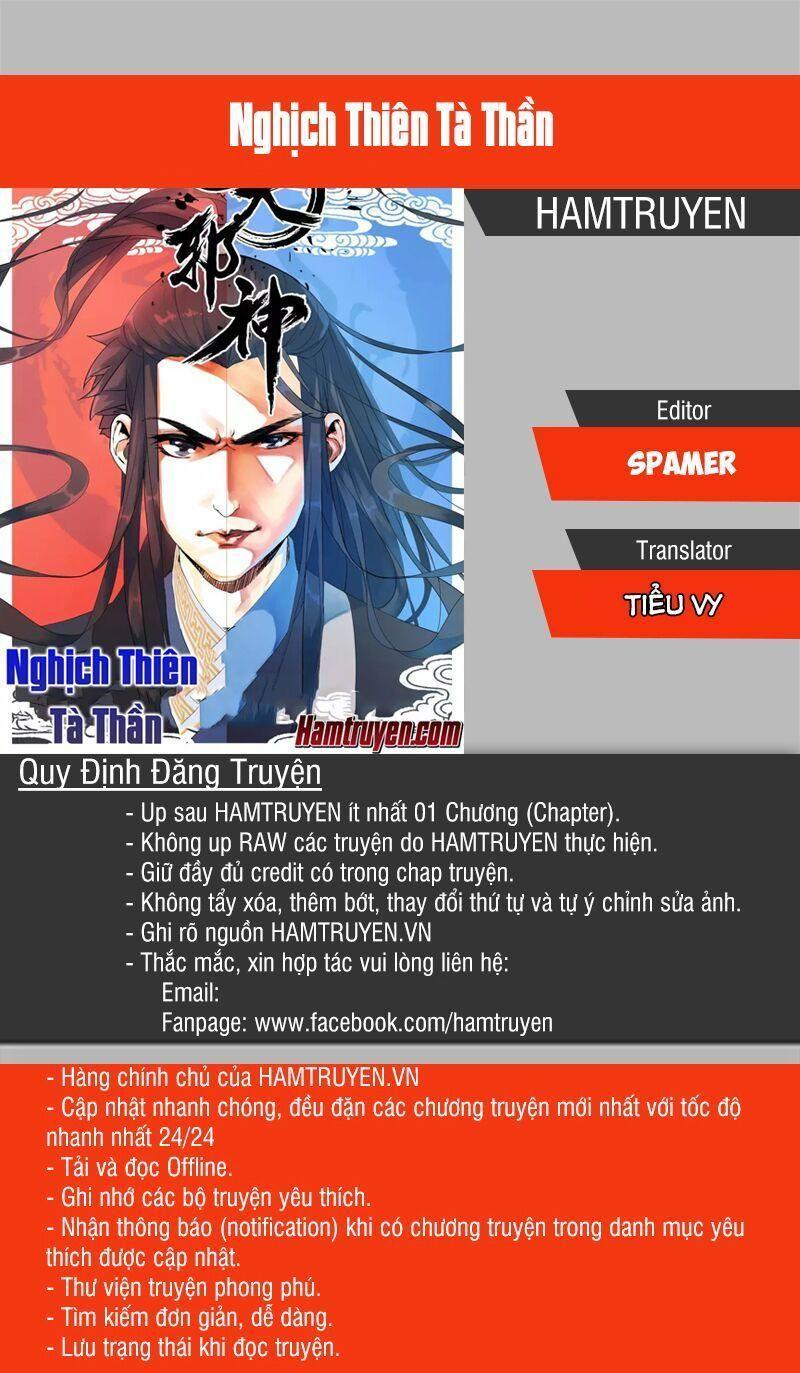 Nghịch Thiên Tà Thần
HAMTRUYEN
天
邪
神
Editor
SPAMER
Translator
TIỂU VY
Nghịch Thiên
Tà Thần
Hamtruyen.com
Quy Định Đăng Truyện
- Up sau HAMTRUYEN ít nhất 01 Chương (Chapter).
- Không up RAW các truyện do HAMTRUYEN thực hiện.
- Giữ đầy đủ credit có trong chap truyện.
- Không tẩy xóa, thêm bớt, thay đổi thứ tự và tự ý chỉnh sửa ảnh.
- Ghi rõ nguồn HAMTRUYEN.VN
- Thắc mắc, xin hợp tác vui lòng liên hệ:
Email:
Fanpage: www.facebook.com/hamtruyen
- Hàng chính chủ của HAMTRUYEN.VN
- Cập nhật nhanh chóng, đều đặn các chương truyện mới nhất với tốc độ
nhanh nhất 24/24
- Tải và đọc Offline.
- Ghi nhớ các bộ truyện yêu thích.
- Nhận thông báo (notification) khi có chương truyện trong danh mục yêu
thích được cập nhật.
- Thư viện truyện phong phú.
- Tìm kiếm đơn giản, dễ dàng.
- Lưu trạng thái khi đọc truyện.